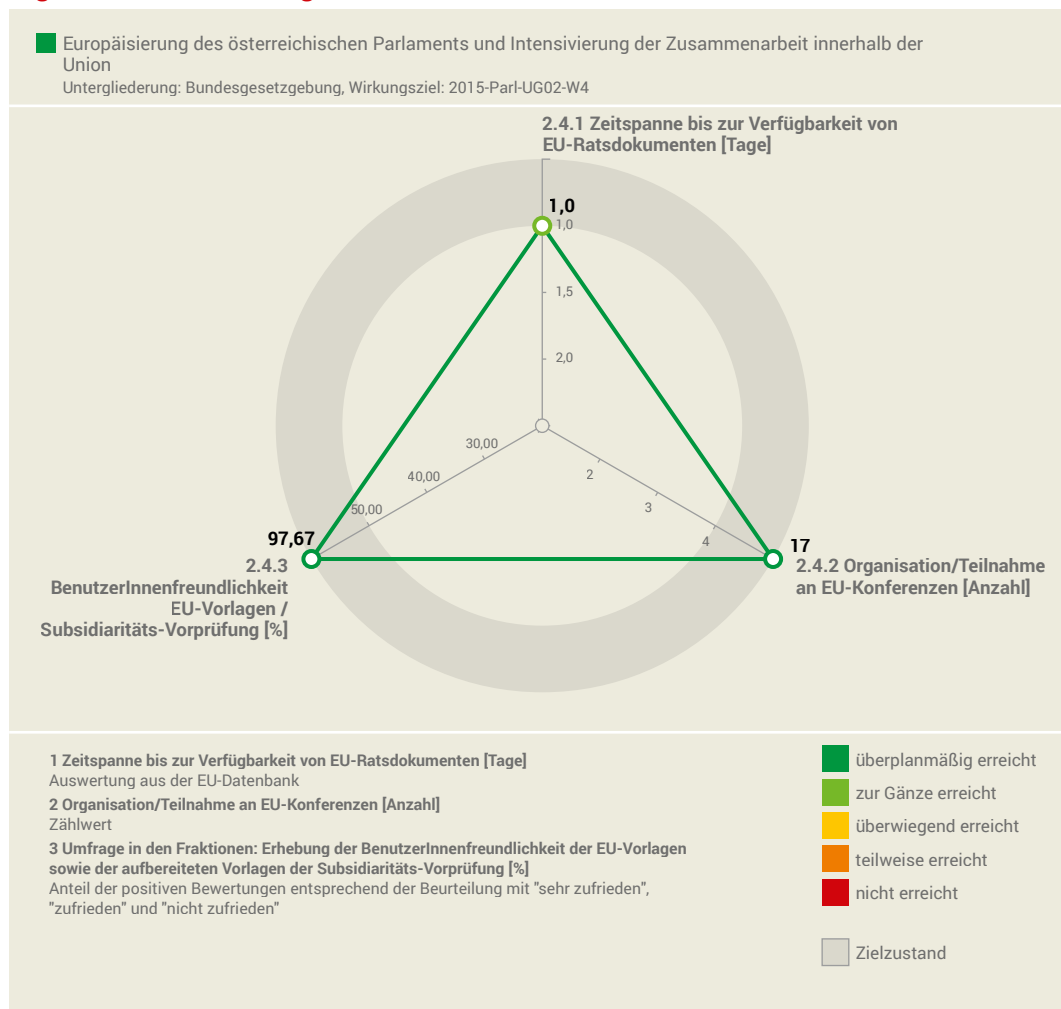 Europäisierung des österreichischen Parlaments und Intensivierung der Zusammenarbeit innerhalb der
Union
Untergliederung: Bundesgesetzgebung, Wirkungsziel: 2015-Parl-UG02-W4
2.4.1 Zeitspanne bis zur Verfügbarkeit von
EU-Ratsdokumenten [Tage]
1,0
1,0
1,5
2,0
30,00
40,00
50,00
2
3
4
97,67
2.4.3
BenutzerInnenfreundlichkeit
EU-Vorlagen /
Subsidiaritäts-Vorprüfung [%]
17
2.4.2 Organisation/Teilnahme
an EU-Konferenzen [Anzahl]
1 Zeitspanne bis zur Verfügbarkeit von EU-Ratsdokumenten [Tage]
Auswertung aus der EU-Datenbank
2 Organisation/Teilnahme an EU-Konferenzen [Anzahl]
Zählwert
3 Umfrage in den Fraktionen: Erhebung der BenutzerInnenfreundlichkeit der EU-Vorlagen
sowie der aufbereiteten Vorlagen der Subsidiaritäts-Vorprüfung [%]
Anteil der positiven Bewertungen entsprechend der Beurteilung mit "sehr zufrieden",
"zufrieden" und "nicht zufrieden"
überplanmäßig erreicht
zur Gänze erreicht
überwiegend erreicht
teilweise erreicht
nicht erreicht
Zielzustand